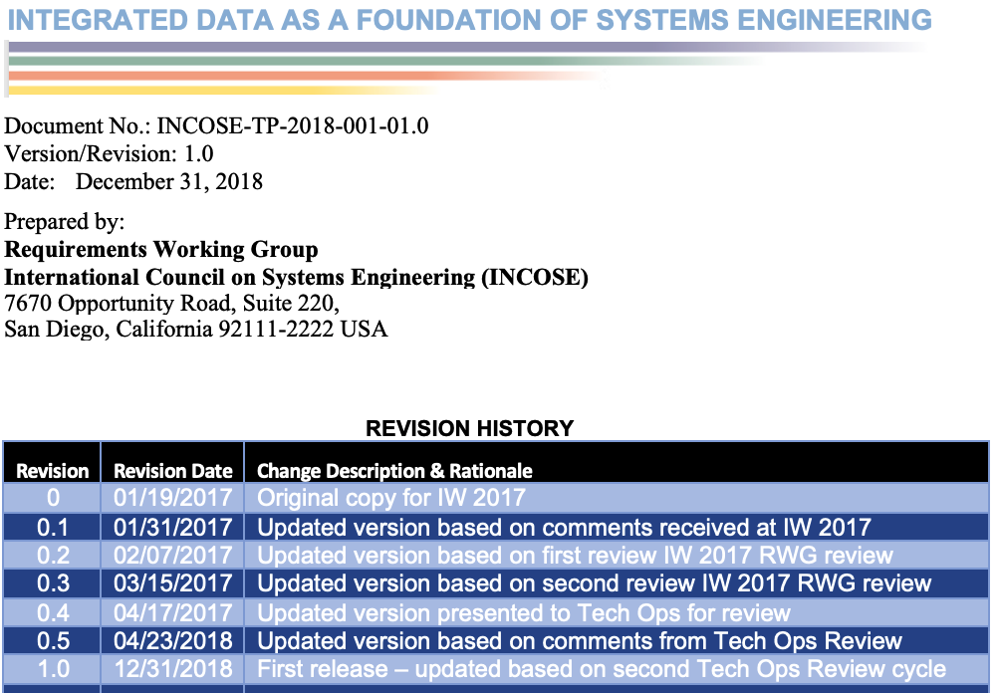 INTEGRATED DATA AS A FOUNDATION OF SYSTEMS ENGINEERING
Document No.: INCOSE-TP-2018-001-01.0
Version/Revision: 1.0
Date: December 31, 2018
Prepared by:
Requirements Working Group
International Council on Systems Engineering (INCOSE)
7670 Opportunity Road, Suite 220,
San Diego, California 92111-2222 USA
REVISION HISTORY
Revision Revision Date Change Description & Rationale
0 01/19/2017 Original copy for IW 2017
0.1 01/31/2017 Updated version based on comments received at IW 2017
0.2 02/07/2017 Updated version based on first review IW 2017 RWG review
0.3 03/15/2017 Updated version based on second review IW 2017 RWG review
0.4 04/17/2017 Updated version presented to Tech Ops for review
0.5 04/23/2018 Updated version based on comments from Tech Ops Review
1.0 12/31/2018 First release – updated based on second Tech Ops Review cycle